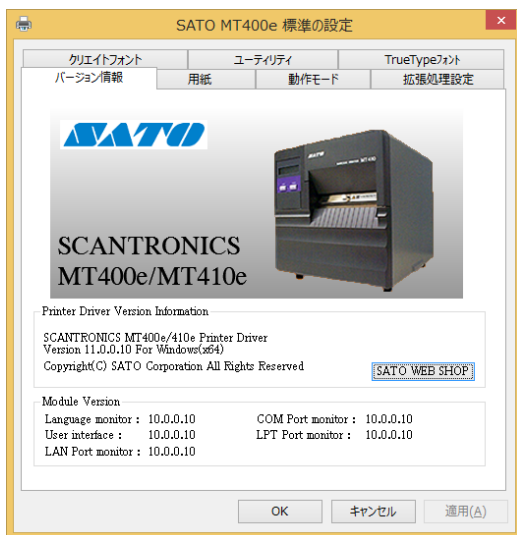 SATO MT400e 標準の設定
クリエイトフォント ユーティリティ TrueTypeフォント
バージョン情報 用紙 動作モード 拡張処理設定
SATO
SCANTRONICS
MT400e/MT410e
Printer Driver Version Information
SCANTRONICS MT400e/410e Printer Driver
Version 11.0.0.10 For Windows(x64)
Copyright(C) SATO Corporation All Rights Reserved
SATO WEB SHOP
Module Version
Language monitor : 10.0.0.10 COM Port monitor : 10.0.0.10
User interface : 10.0.0.10 LPT Port monitor : 10.0.0.10
LAN Port monitor : 10.0.0.10
OK キャンセル 適用(A)